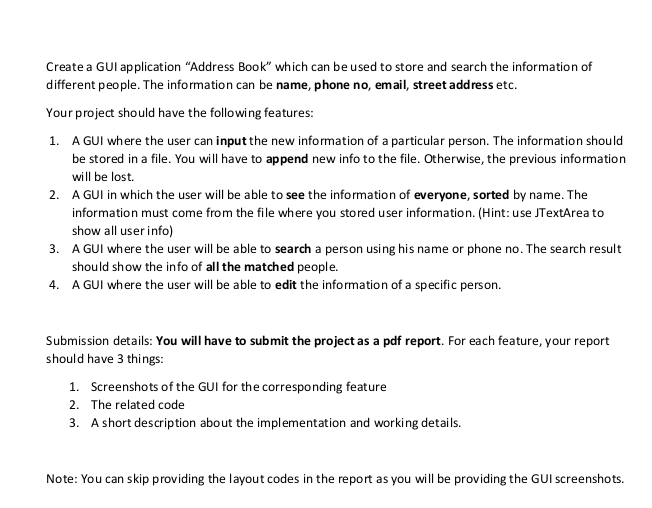 Create a GUI application “Address Book” which can be used to store and search the information of
different people. The information can be name, phone no, email, street address etc.
Your project should have the following features:
1. A GUI where the user can input the new information of a particular person. The information should
be stored in a file. You will have to append new info to the file. Otherwise, the previous information
will be lost.
2. A GUI in which the user will be able to see the information of everyone, sorted by name. The
information must come from the file where you stored user information. (Hint: use JTextArea to
show all user info)
3. A GUI where the user will be able to search a person using his name or phone no. The search result
should show the info of all the matched people.
4. A GUI where the user will be able to edit the information of a specific person.
Submission details: You will have to submit the project as a pdf report. For each feature, your report
should have 3 things:
1. Screenshots of the GUI for the corresponding feature
2. The related code
3. A short description about the implementation and working details.
Note: You can skip providing the layout codes in the report as you will be providing the GUI screenshots.